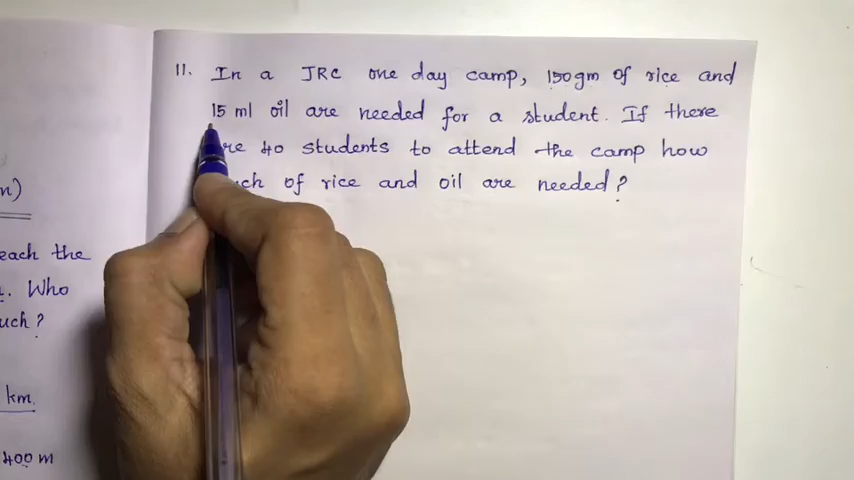 n)
each the
t. Who
uch?
km.
400 m
11. In a JRC one day camp, 150gm of rice and
15 ml oil are needed for a student. If there
re 40 students to attend the camp how
ch of rice and oil are needed?